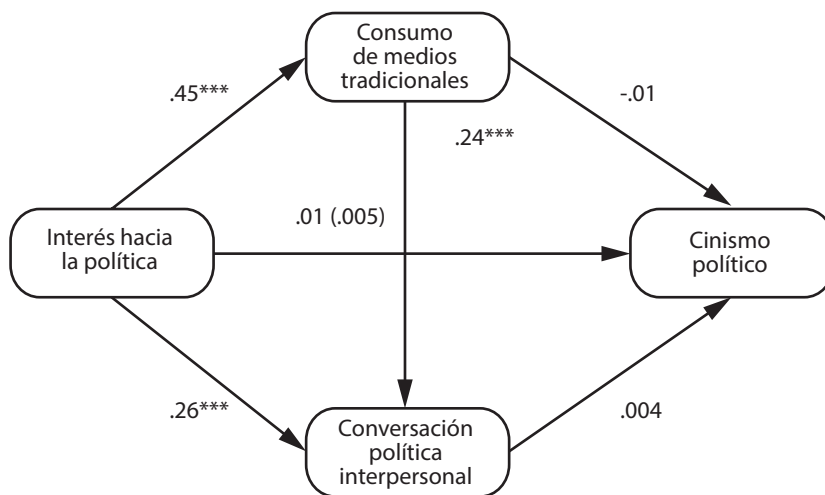 Consumo
de medios
tradicionales
.45***
-.01
.24***
.01 (.005)
Interés hacia
la política
Cinismo
político
.26***
.004
Conversación
política
interpersonal